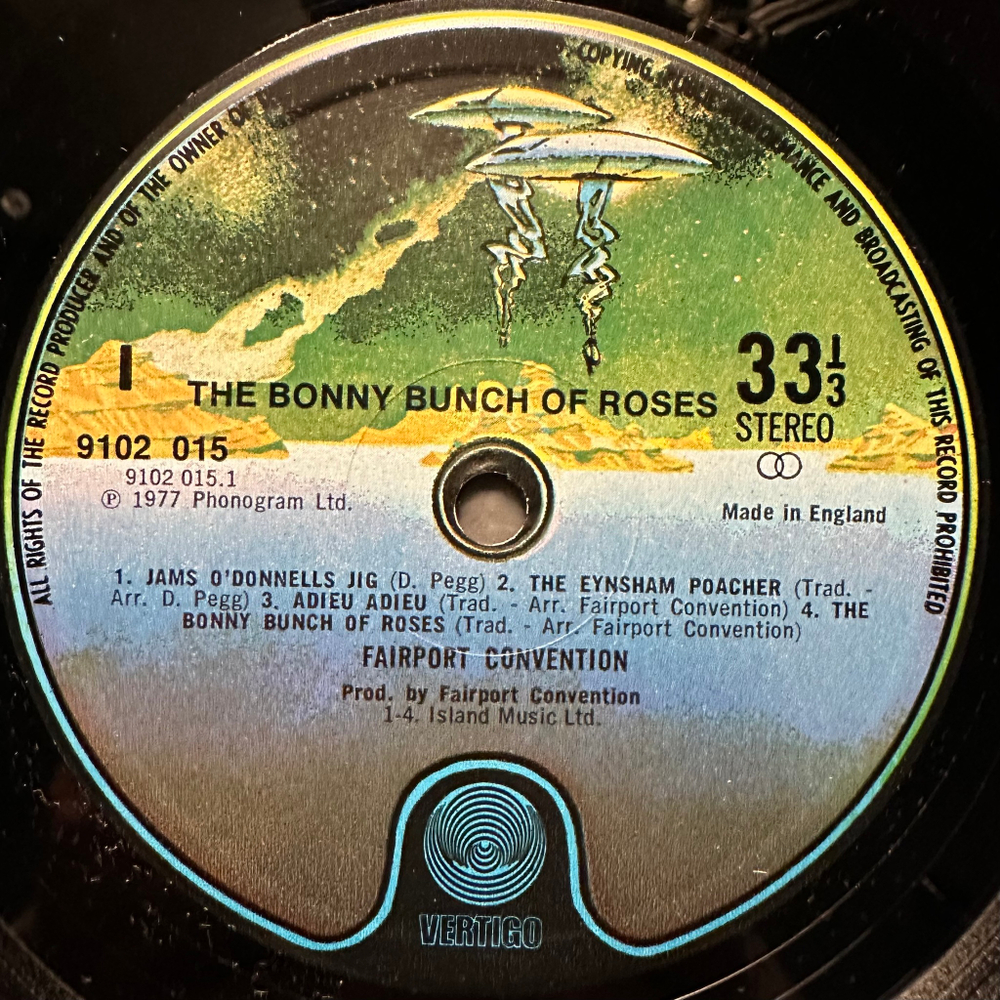 ALL RIGHTS OF THE RECORD PRODUCER AND OF THE OWNER OF
COPYING, PERFORMANCE AND BROADCASTING OF THIS RECORD PROHIBITED
1
THE BONNY BUNCH OF ROSES
33⅓
STEREO
9102 015
9102 015.1
℗ 1977 Phonogram Ltd.
Made in England
1. JAMS O'DONNELLS JIG (D. Pegg) 2. THE EYNSHAM POACHER (Trad. -
Arr. D. Pegg) 3. ADIEU ADIEU (Trad. - Arr. Fairport Convention) 4. THE
BONNY BUNCH OF ROSES (Trad. - Arr. Fairport Convention)
FAIRPORT CONVENTION
Prod. by Fairport Convention
1-4. Island Music Ltd.
VERTIGO